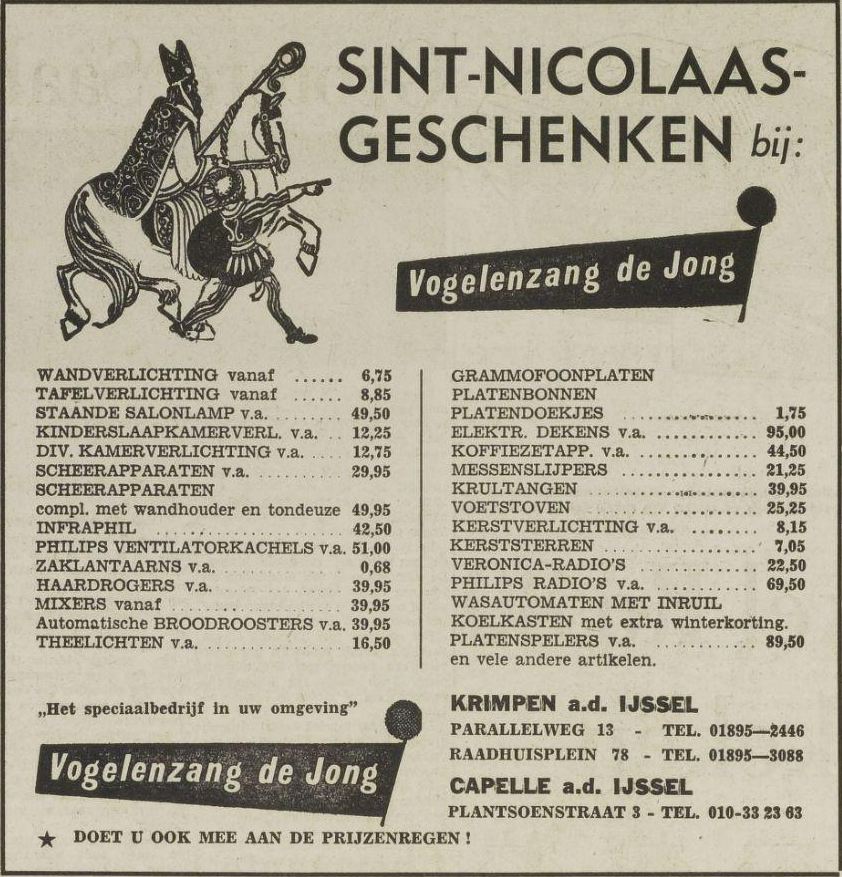 SINT-NICOLAAS-
GESCHENKEN bij:
Vogelenzang de Jong
WANDVERLICHTING vanaf ...... 6,75
TAFELVERLICHTING vanaf ...... 8,85
STAANDE SALONLAMP v.a. ......... 49,50
KINDERSLAAPKAMERVERL. v.a. .. 12,25
DIV. KAMERVERLICHTING v.a. .... 12,75
SCHEERAPPARATEN v.a. ........... 29,95
SCHEERAPPARATEN
compl. met wandhouder en tondeuze 49,95
INFRAPHIL .................... 42,50
PHILIPS VENTILATORKACHELS v.a. 51,00
ZAKLANTAARNS v.a. ............. 0,68
HAARDROGERS v.a. .............. 39,95
MIXERS vanaf .................. 39,95
Automatische BROODROOSTERS v.a. 39,95
THEELICHTEN v.a. ............... 16,50
GRAMMOFOONPLATEN
PLATENBONNEN
PLATENDOEKJES ................ 1,75
ELEKTR. DEKENS v.a. ............ 95,00
KOFFIEZETAPP. v.a. .............. 44,50
MESSENSLIJPERS ................. 21,25
KRULTANGEN .................... 39,95
VOETSTOVEN .................... 25,25
KERSTVERLICHTING v.a. ........ 8,15
KERSTSTERREN .................. 7,05
VERONICA-RADIO'S .............. 22,50
PHILIPS RADIO'S v.a. ............ 69,50
WASAUTOMATEN MET INRUIL
KOELKASTEN met extra winterkorting.
PLATENSPELERS v.a. ............ 89,50
en vele andere artikelen.
„Het speciaalbedrijf in uw omgeving”
Vogelenzang de Jong
★ DOET U OOK MEE AAN DE PRIJZENREGEN !
KRIMPEN a.d. IJSSEL
PARALLELWEG 13 - TEL. 01895—2446
RAADHUISPLEIN 78 - TEL. 01895—3088
CAPELLE a.d. IJSSEL
PLANTSOENSTRAAT 3 - TEL. 010-33 23 63